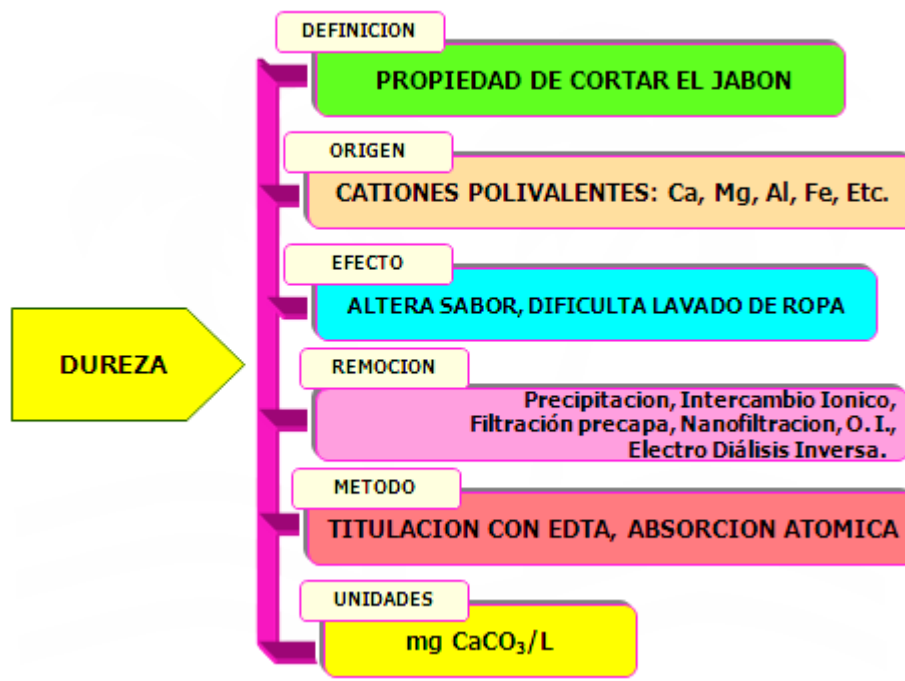 DEFINICION
PROPIEDAD DE CORTAR EL JABON
ORIGEN
CATIONES POLIVALENTES: Ca, Mg, Al, Fe, Etc.
EFECTO
ALTERA SABOR, DIFICULTA LAVADO DE ROPA
DUREZA
REMOCION
Precipitacion, Intercambio Ionico,
Filtración precapa, Nanofiltracion, O. I.,
Electro Diálisis Inversa.
METODO
TITULACION CON EDTA, ABSORCION ATOMICA
UNIDADES
mg CaCO₃/L